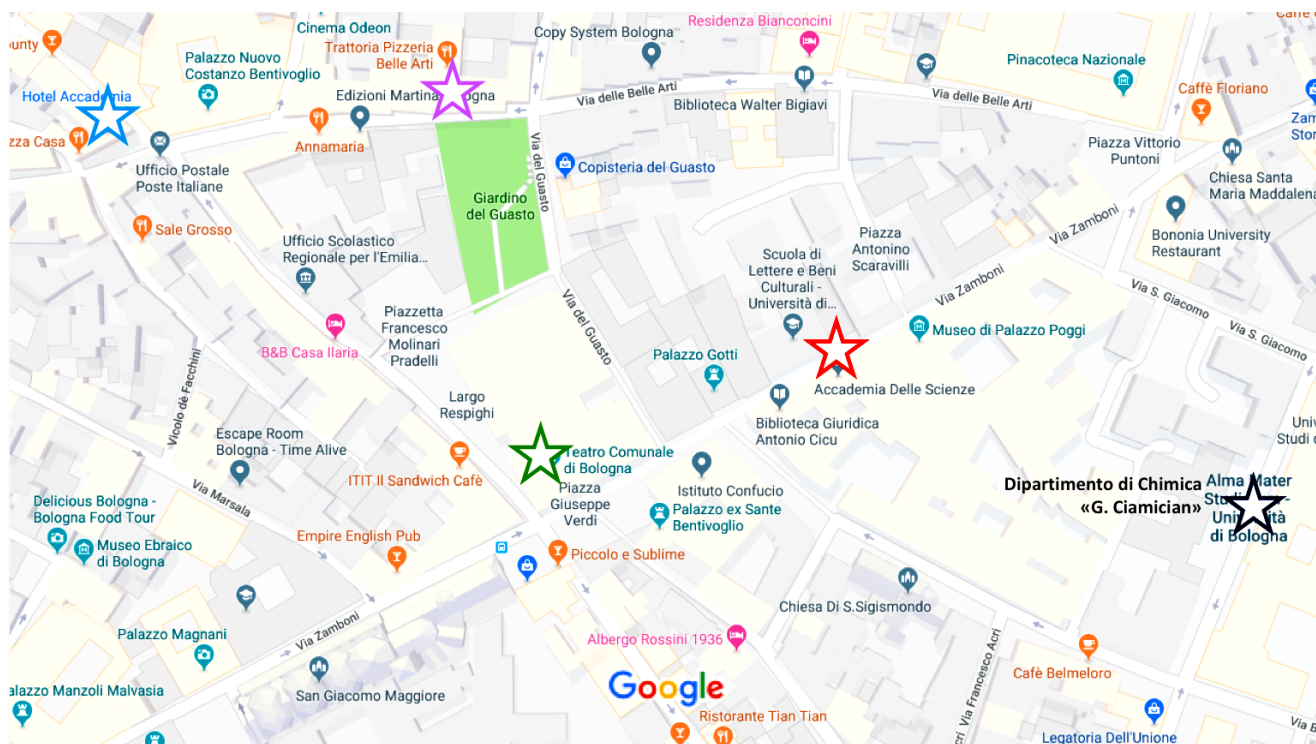 Cinema Odeon
Residenza Bianconcini
Copy System Bologna
Trattoria Pizzeria
Belle Arti
Palazzo Nuovo
Costanzo Bentivoglio
Pinacoteca Nazionale
Hotel Accademia
Edizioni Martina
Via delle Belle Arti
Biblioteca Walter Bigiavi
Via delle Belle Arti
Caffè Floriano
Annamaria
Piazza Vittorio
Puntoni
Ufficio Postale
Poste Italiane
Via del Guasto
Copisteria del Guasto
Chiesa Santa
Maria Maddalena
Giardino
del Guasto
Sale Grosso
Ufficio Scolastico
Regionale per l'Emilia...
Scuola di
Lettere e Beni
Culturali -
Università di...
Piazza
Antonino
Scaravilli
Via Zamboni
Bononia University
Restaurant
Via Zamboni
Via S. Giacomo
Via S. Giacomo
Piazzetta
Francesco
Molinari
Pradelli
Via del Guasto
B&B Casa Ilaria
Palazzo Gotti
Museo di Palazzo Poggi
Vicolo dè Facchini
Largo
Respighi
Accademia Delle Scienze
Biblioteca Giuridica
Antonio Cicu
Escape Room
Bologna - Time Alive
ITIT Il Sandwich Cafè
Teatro Comunale
di Bologna
Piazza
Giuseppe
Verdi
Istituto Confucio
Palazzo ex Sante
Bentivoglio
Dipartimento di Chimica
«G. Ciamician»
Alma Mater
di Bologna
Via Marsala
Delicious Bologna -
Bologna Food Tour
Museo Ebraico
di Bologna
Empire English Pub
Piccolo e Sublime
Chiesa Di S.Sigismondo
Via Zamboni
Palazzo Magnani
Albergo Rossini 1936
Via Francesco Acri
Cafè Belmeloro
San Giacomo Maggiore
Google
Ristorante Tian Tian
Legatoria Dell'Unione